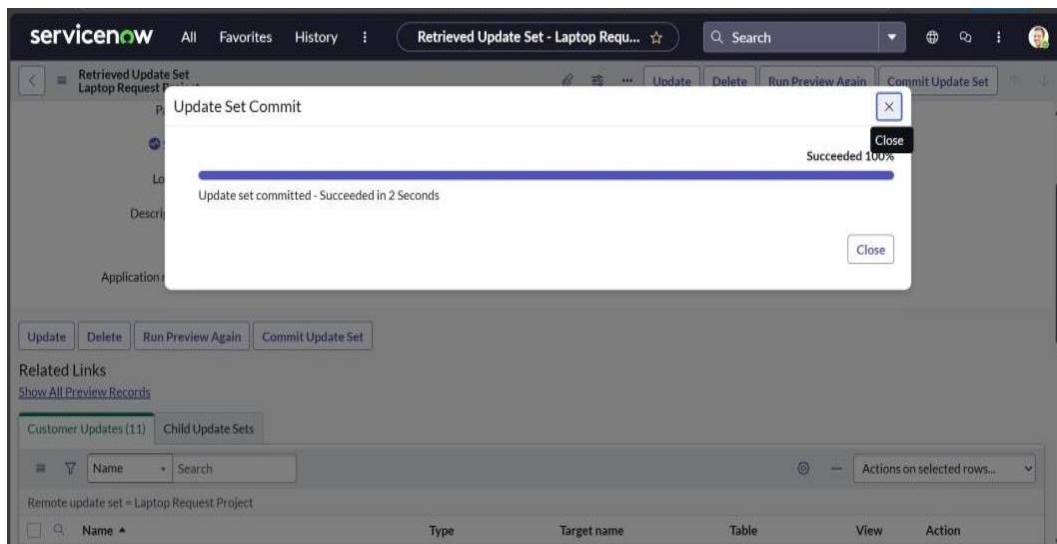 servicenow All Favorites History Retrieved Update Set - Laptop Requ... Search
Retrieved Update Set
Laptop Request Update Delete Run Preview Again Commit Update Set
Update Set Commit
Close
Succeeded 100%
Update set committed - Succeeded in 2 Seconds
Descri
Close
Application
Update Delete Run Preview Again Commit Update Set
Related Links
Show All Preview Records
Customer Updates (11) Child Update Sets
Name Search Actions on selected rows...
Remote update set = Laptop Request Project
Name Type Target name Table View Action